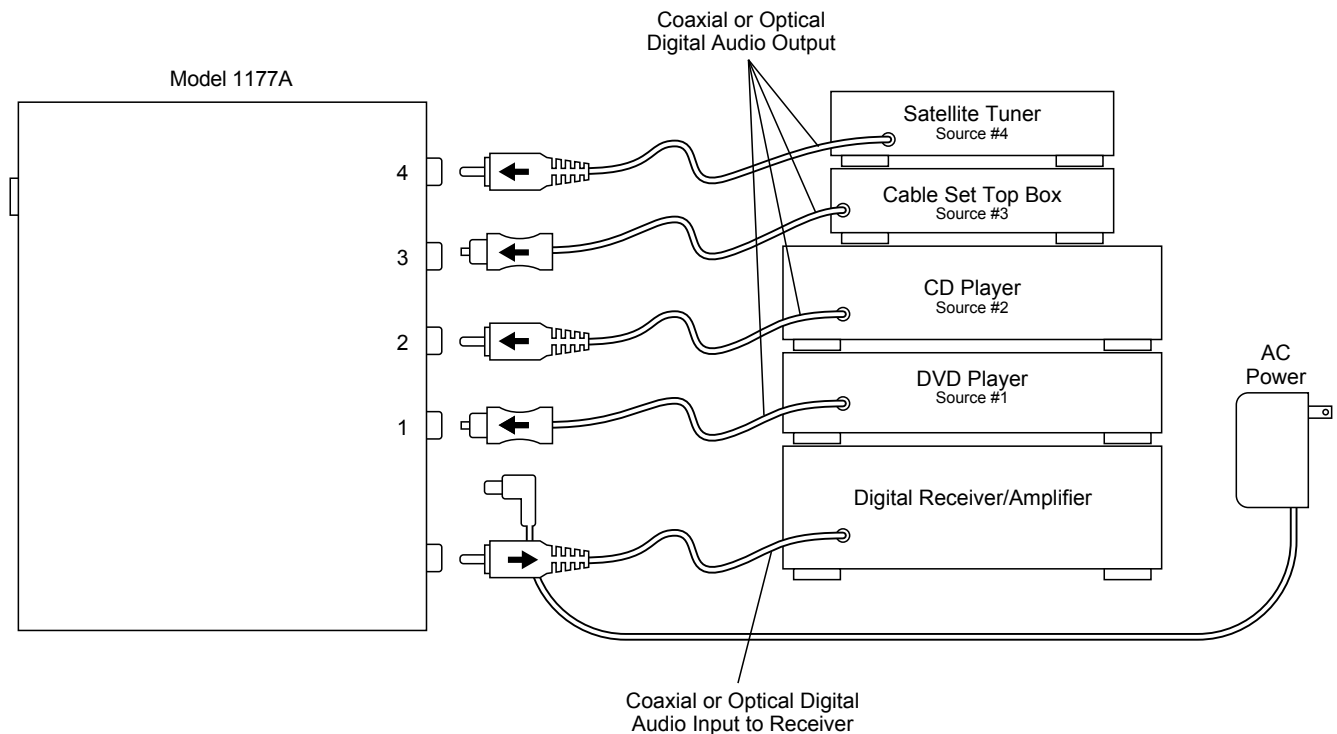 Coaxial or Optical
Digital Audio Output
Model 1177A
Satellite Tuner
Source #4
4
Cable Set Top Box
Source #3
3
CD Player
Source #2
2
DVD Player
Source #1
1
AC
Power
Digital Receiver/Amplifier
Coaxial or Optical Digital
Audio Input to Receiver